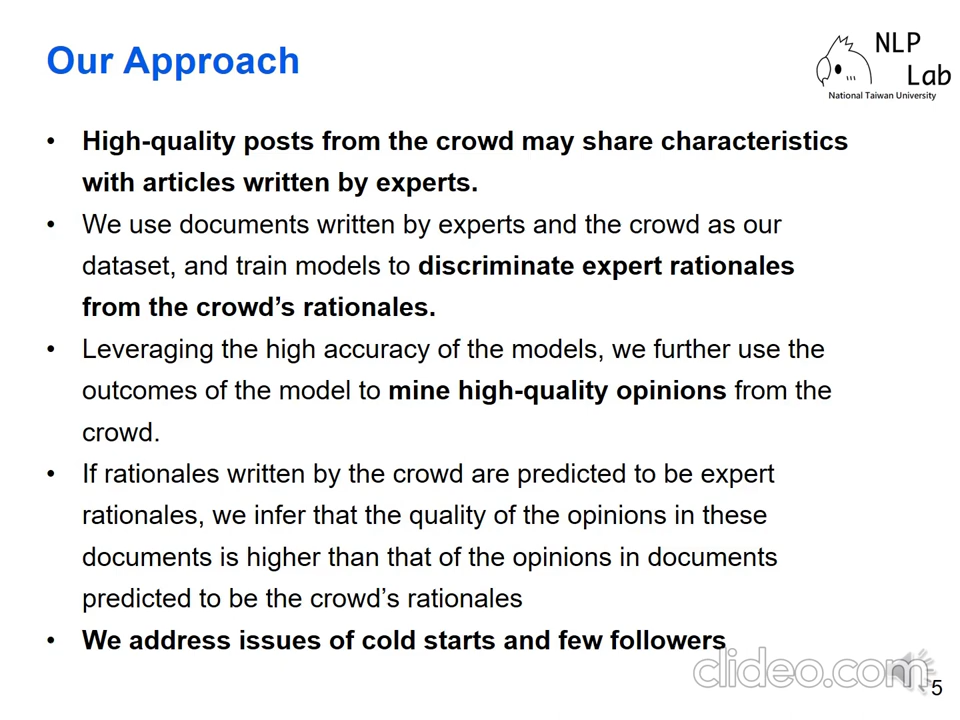 Our Approach
NLP
Lab
National Taiwan University
• High-quality posts from the crowd may share characteristics
with articles written by experts.
• We use documents written by experts and the crowd as our
dataset, and train models to discriminate expert rationales
from the crowd's rationales.
• Leveraging the high accuracy of the models, we further use the
outcomes of the model to mine high-quality opinions from the
crowd.
• If rationales written by the crowd are predicted to be expert
rationales, we infer that the quality of the opinions in these
documents is higher than that of the opinions in documents
predicted to be the crowd's rationales
• We address issues of cold starts and few followers
clideo.com
5